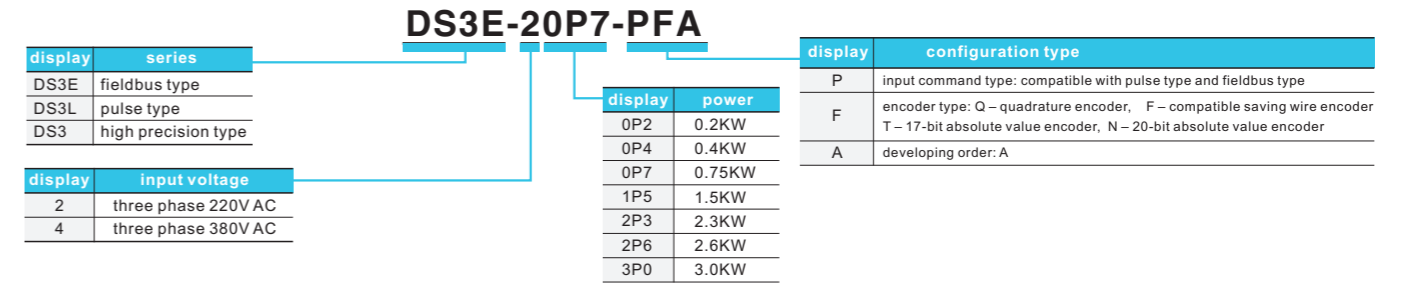 DS3E-20P7-PFA
display series
DS3E fieldbus type
DS3L pulse type
DS3 high precision type
display input voltage
2 three phase 220V AC
4 three phase 380V AC
display power
0P2 0.2KW
0P4 0.4KW
0P7 0.75KW
1P5 1.5KW
2P3 2.3KW
2P6 2.6KW
3P0 3.0KW
display configuration type
P input command type: compatible with pulse type and fieldbus type
F encoder type: Q – quadrature encoder, F – compatible saving wire encoder
T – 17-bit absolute value encoder, N – 20-bit absolute value encoder
A developing order: A